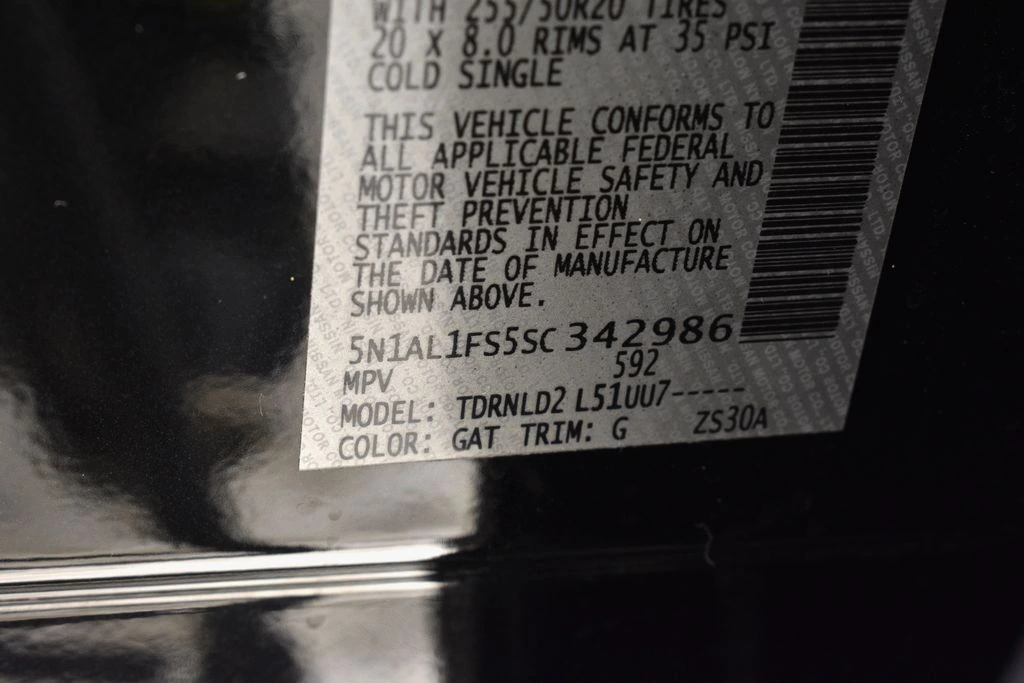 WITH 255/50R20 TIRES
20 X 8.0 RIMS AT 35 PSI
COLD SINGLE
THIS VEHICLE CONFORMS TO
ALL APPLICABLE FEDERAL
MOTOR VEHICLE SAFETY AND
THEFT PREVENTION
STANDARDS IN EFFECT ON
THE DATE OF MANUFACTURE
SHOWN ABOVE.
5N1AL1FS5SC342986
MPV 592
MODEL: TDRNLD2 L51UU7-----
COLOR: GAT TRIM: G ZS30A